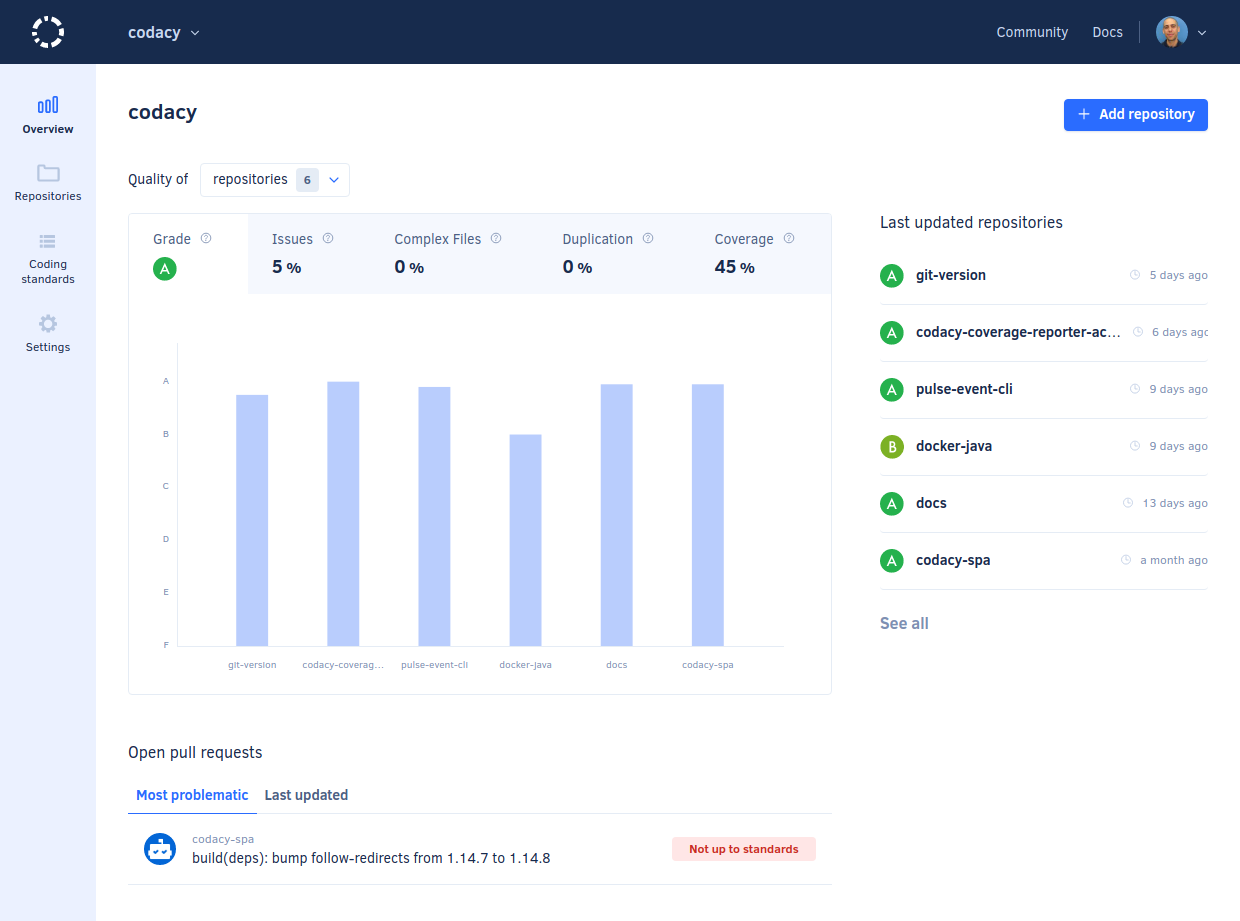 codacy
Community
Docs
Overview
Repositories
Coding
standards
Settings
codacy
+ Add repository
Quality of
repositories 6
Grade
A
Issues
5 %
Complex Files
0 %
Duplication
0 %
Coverage
45 %
A
B
C
D
E
F
git-version
codacy-coverag...
pulse-event-cli
docker-java
docs
codacy-spa
Last updated repositories
A git-version 5 days ago
A codacy-coverage-reporter-ac... 6 days ago
A pulse-event-cli 9 days ago
B docker-java 9 days ago
A docs 13 days ago
A codacy-spa a month ago
See all
Open pull requests
Most problematic Last updated
codacy-spa
build(deps): bump follow-redirects from 1.14.7 to 1.14.8
Not up to standards